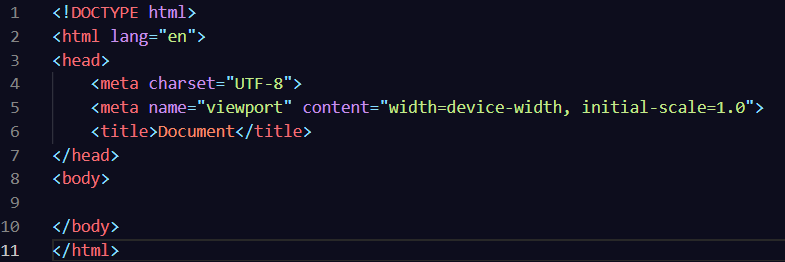 1 <!DOCTYPE html>
2 <html lang="en">
3 <head>
4     <meta charset="UTF-8">
5     <meta name="viewport" content="width=device-width, initial-scale=1.0">
6     <title>Document</title>
7 </head>
8 <body>
9
10 </body>
11 </html>